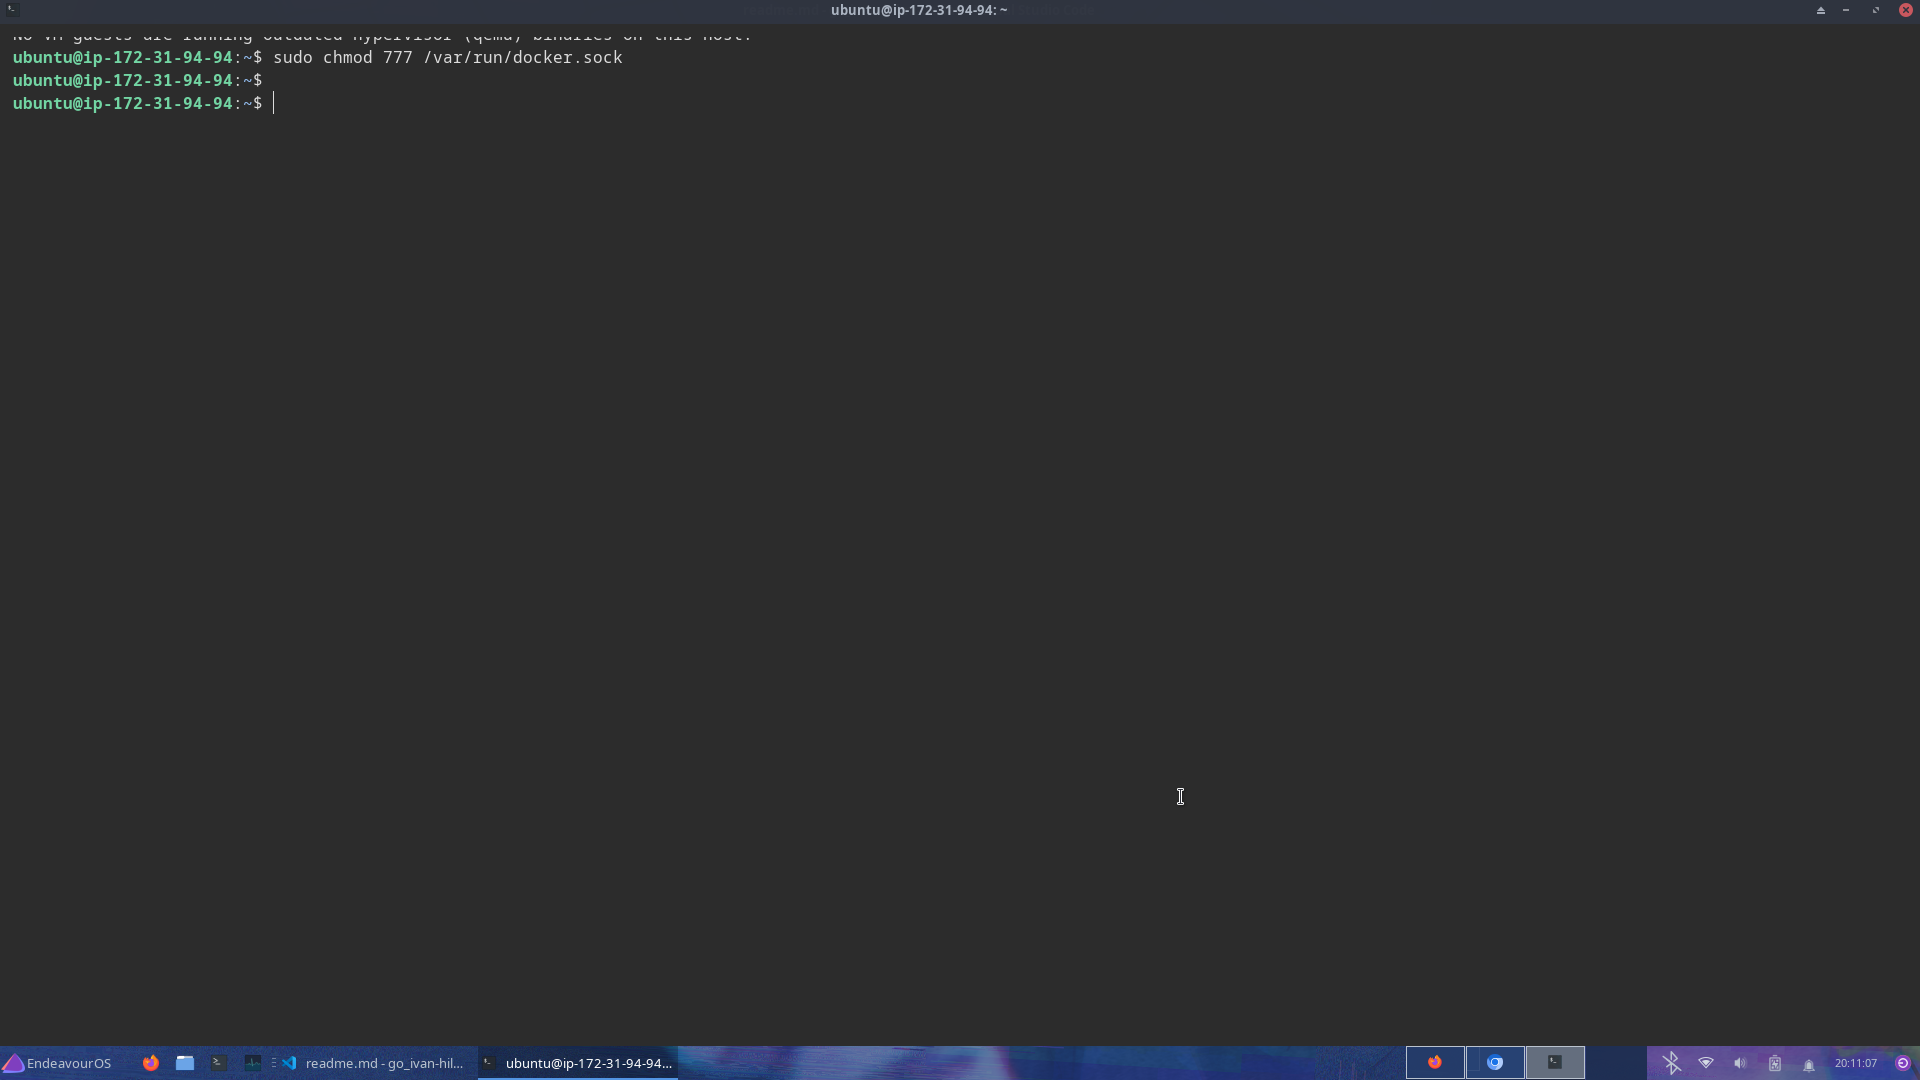 ubuntu@ip-172-31-94-94: ~
No VM guests are running outdated hypervisor (qemu) binaries on this host.
ubuntu@ip-172-31-94-94:~$ sudo chmod 777 /var/run/docker.sock
ubuntu@ip-172-31-94-94:~$
ubuntu@ip-172-31-94-94:~$
EndeavourOS
readme.md - go_ivan-hil...
ubuntu@ip-172-31-94-94...
20:11:07